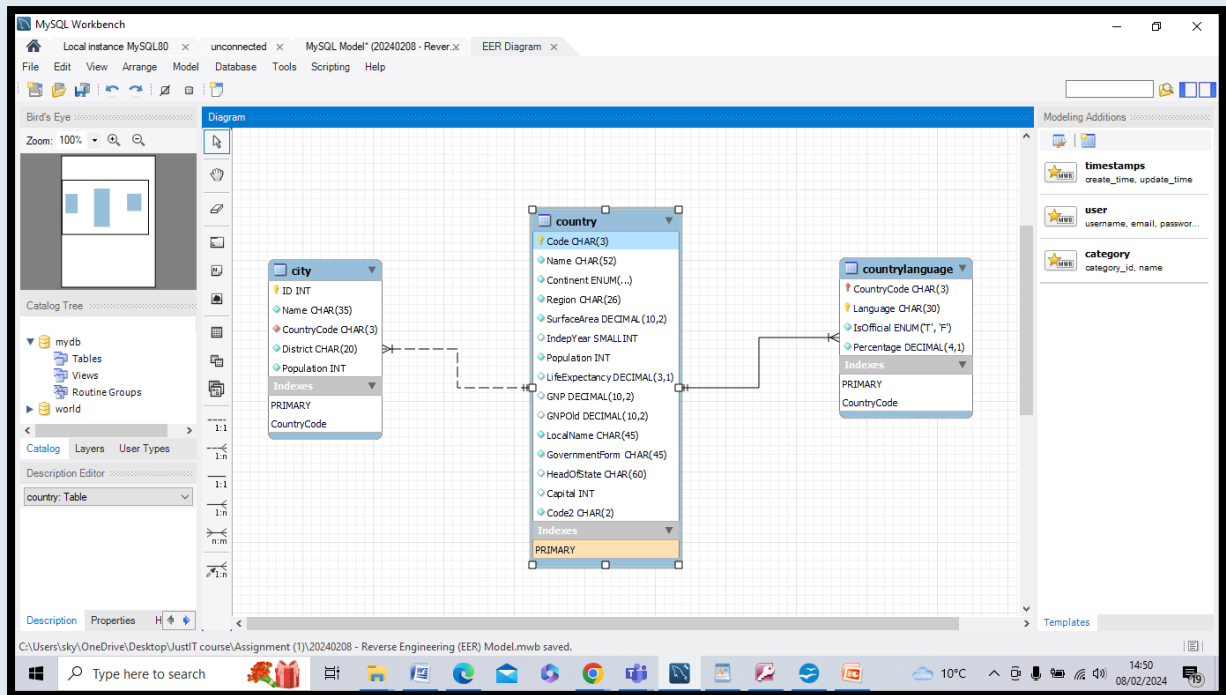 MySQL Workbench
Local instance MySQL80 × unconnected × MySQL Model* (20240208 - Rever.× EER Diagram ×
File Edit View Arrange Model Database Tools Scripting Help
Bird's Eye
Zoom: 100%
Catalog Tree
mydb
Tables
Views
Routine Groups
world
Catalog Layers User Types
Description Editor
country: Table
Description Properties H
Diagram
1:1
1:n
1:1
1:n
n:m
1:n
city
ID INT
Name CHAR(35)
CountryCode CHAR(3)
District CHAR(20)
Population INT
Indexes
PRIMARY
CountryCode
country
Code CHAR(3)
Name CHAR(52)
Continent ENUM(...)
Region CHAR(26)
SurfaceArea DECIMAL(10,2)
IndepYear SMALLINT
Population INT
LifeExpectancy DECIMAL(3,1)
GNP DECIMAL(10,2)
GNPOld DECIMAL(10,2)
LocalName CHAR(45)
GovernmentForm CHAR(45)
HeadOfState CHAR(60)
Capital INT
Code2 CHAR(2)
Indexes
PRIMARY
countrylanguage
CountryCode CHAR(3)
Language CHAR(30)
IsOfficial ENUM('T', 'F')
Percentage DECIMAL(4,1)
Indexes
PRIMARY
CountryCode
Modeling Additions
timestamps
create_time, update_time
user
username, email, passwor...
category
category_id, name
Templates
C:\Users\sky\OneDrive\Desktop\JustIT course\Assignment (1)\20240208 - Reverse Engineering (EER) Model.mwb saved.
Type here to search
10°C
14:50
08/02/2024
19